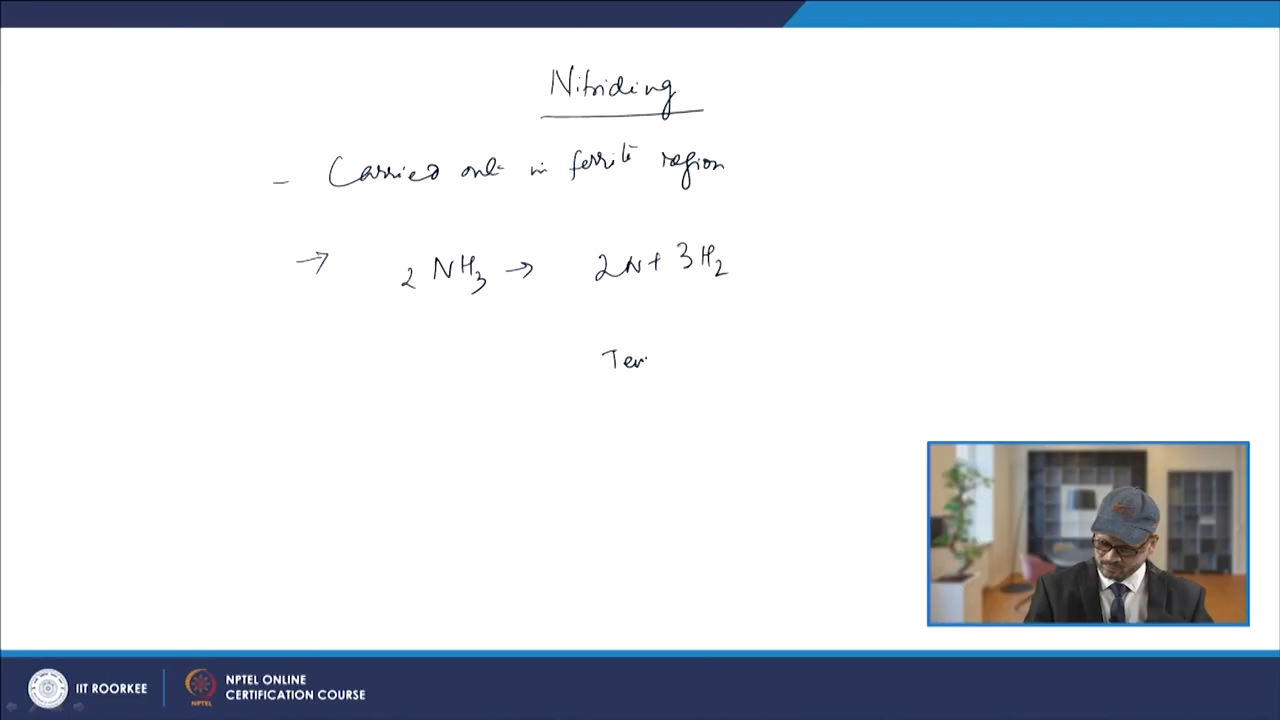 Nitriding
- Carried out in ferrite region
→ 2 NH3 → 2N + 3H2
Ter
IIT ROORKEE
NPTEL ONLINE
CERTIFICATION COURSE
NPTEL